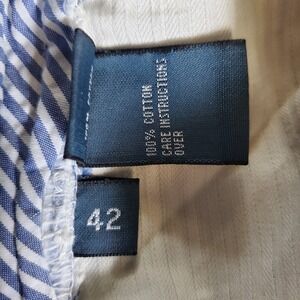 100% COTTON
CARE INSTRUCTIONS
OVER
42